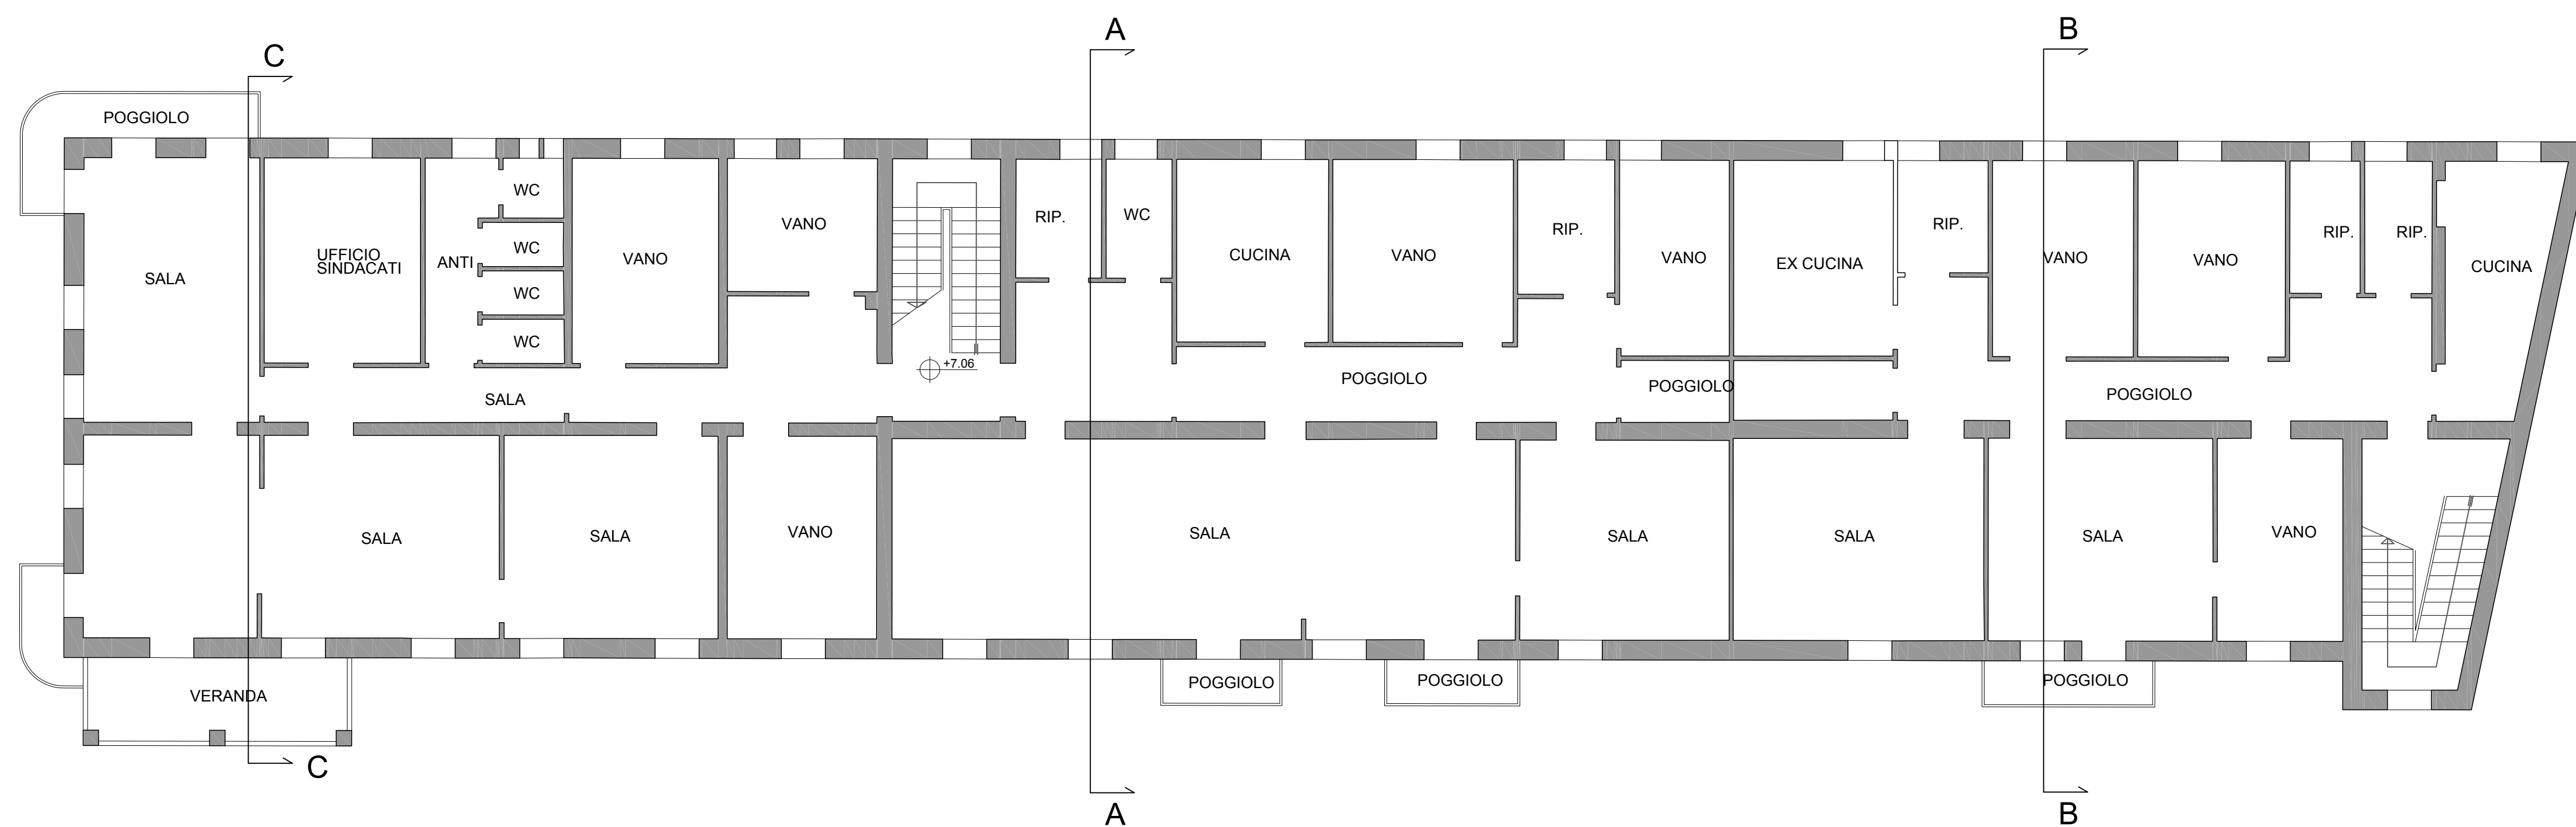 A
B
C
POGGIOLO
WC
RIP.
WC
VANO
RIP.
RIP.
RIP.
RIP.
UFFICIO
SINDACATI
ANTI
WC
VANO
CUCINA
VANO
VANO
EX CUCINA
VANO
VANO
CUCINA
SALA
WC
WC
+7.06
SALA
POGGIOLO
POGGIOLO
POGGIOLO
SALA
SALA
VANO
SALA
SALA
SALA
SALA
VANO
VERANDA
POGGIOLO
POGGIOLO
POGGIOLO
C
A
B